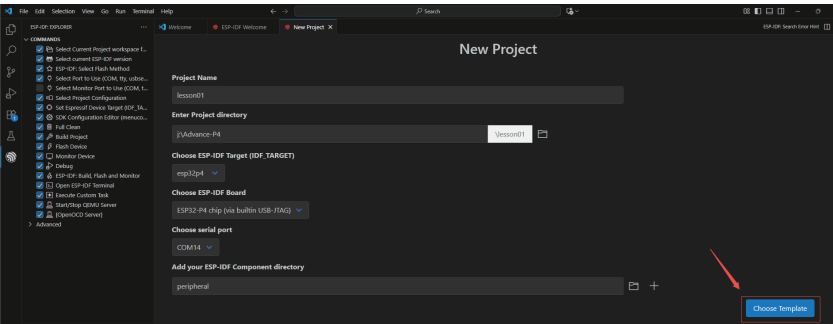 File Edit Selection View Go Run Terminal Help
Search
ESP-IDF: EXPLORER
Welcome
ESP-IDF Welcome
New Project
ESP-IDF: Search Error Hint
COMMANDS
Select Current Project workspace f...
Select current ESP-IDF version
ESP-IDF: Select Flash Method
Select Port to Use (COM, tty, usbse...
Select Monitor Port to Use (COM, t...
Select Project Configuration
Set Espressif Device Target (IDF_TA...
SDK Configuration Editor (menuco...
Full Clean
Build Project
Flash Device
Monitor Device
Debug
ESP-IDF: Build, Flash and Monitor
Open ESP-IDF Terminal
Execute Custom Task
Start/Stop QEMU Server
[OpenOCD Server]
Advanced
New Project
Project Name
lesson01
Enter Project directory
j:\Advance-P4
\lesson01
Choose ESP-IDF Target (IDF_TARGET)
esp32p4
Choose ESP-IDF Board
ESP32-P4 chip (via builtin USB-JTAG)
Choose serial port
COM14
Add your ESP-IDF Component directory
peripheral
Choose Template